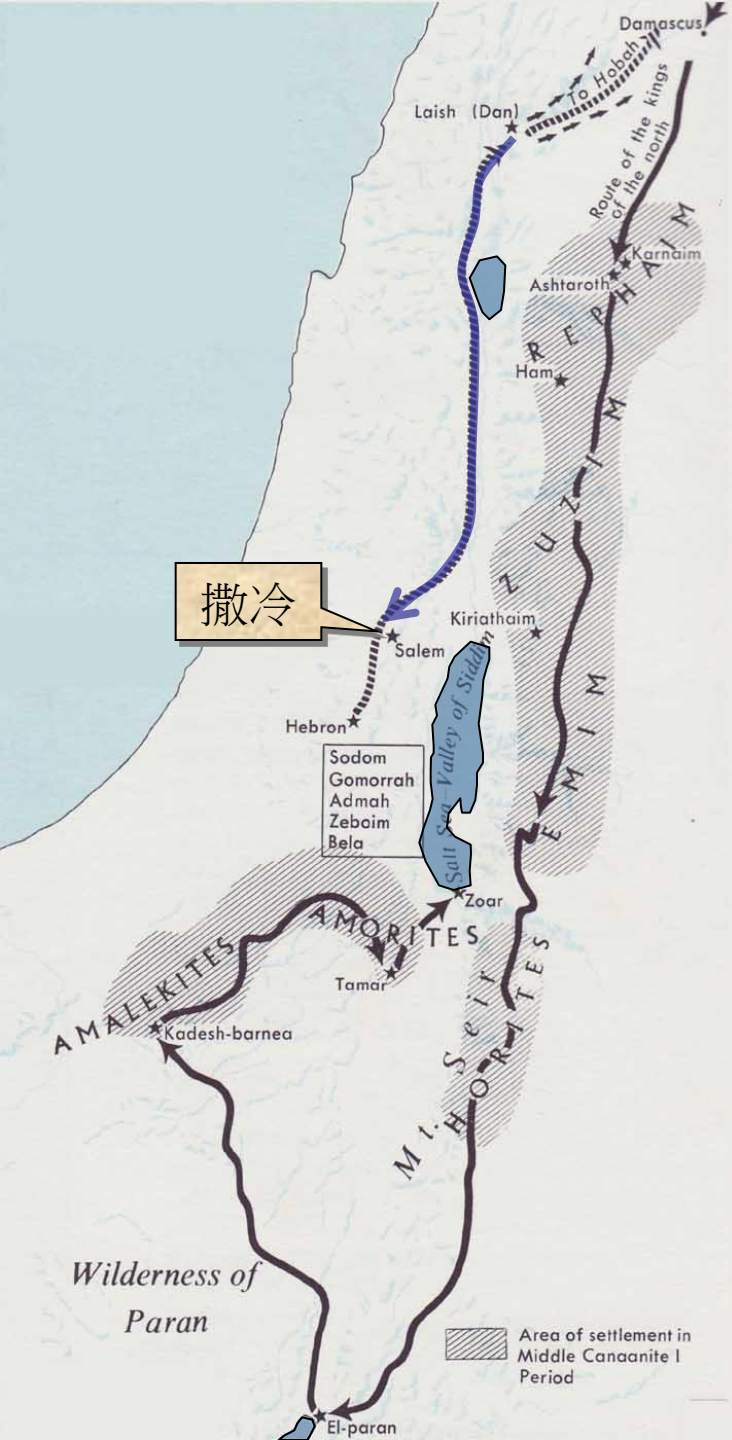 Damascus
To Hobah
Laish (Dan)
Route of the kings
of the north
Karnaim
Ashtaroth
REPHAIM
Ham
ZUZIM
撒冷
Kiriathaim
Salem
Hebron
Salt Sea-Valley of Siddim
EMIM
Sodom
Gomorrah
Admah
Zeboim
Bela
Zoar
AMORITES
AMALEKITES
Tamar
Kadesh-barnea
Mt. Seir
HORITES
Wilderness of
Paran
Area of settlement in
Middle Canaanite I
Period
El-paran